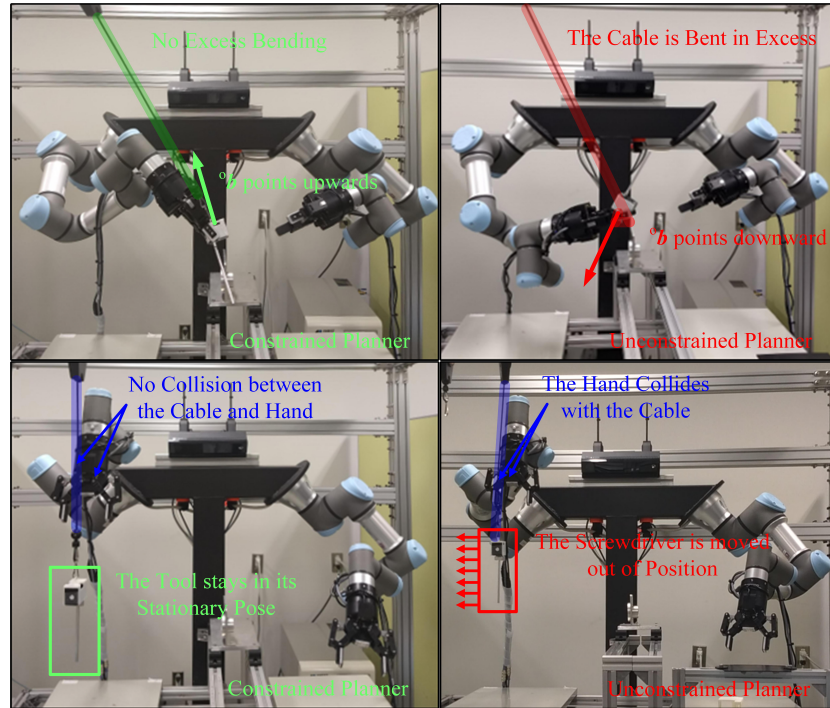 No Excess Bending
ᵒb points upwards
Constrained Planner
The Cable is Bent in Excess
ᵒb points downward
Unconstrained Planner
No Collision between
the Cable and Hand
The Tool stays in its
Stationary Pose
Constrained Planner
The Hand Collides
with the Cable
The Screwdriver is moved
out of Position
Unconstrained Planner